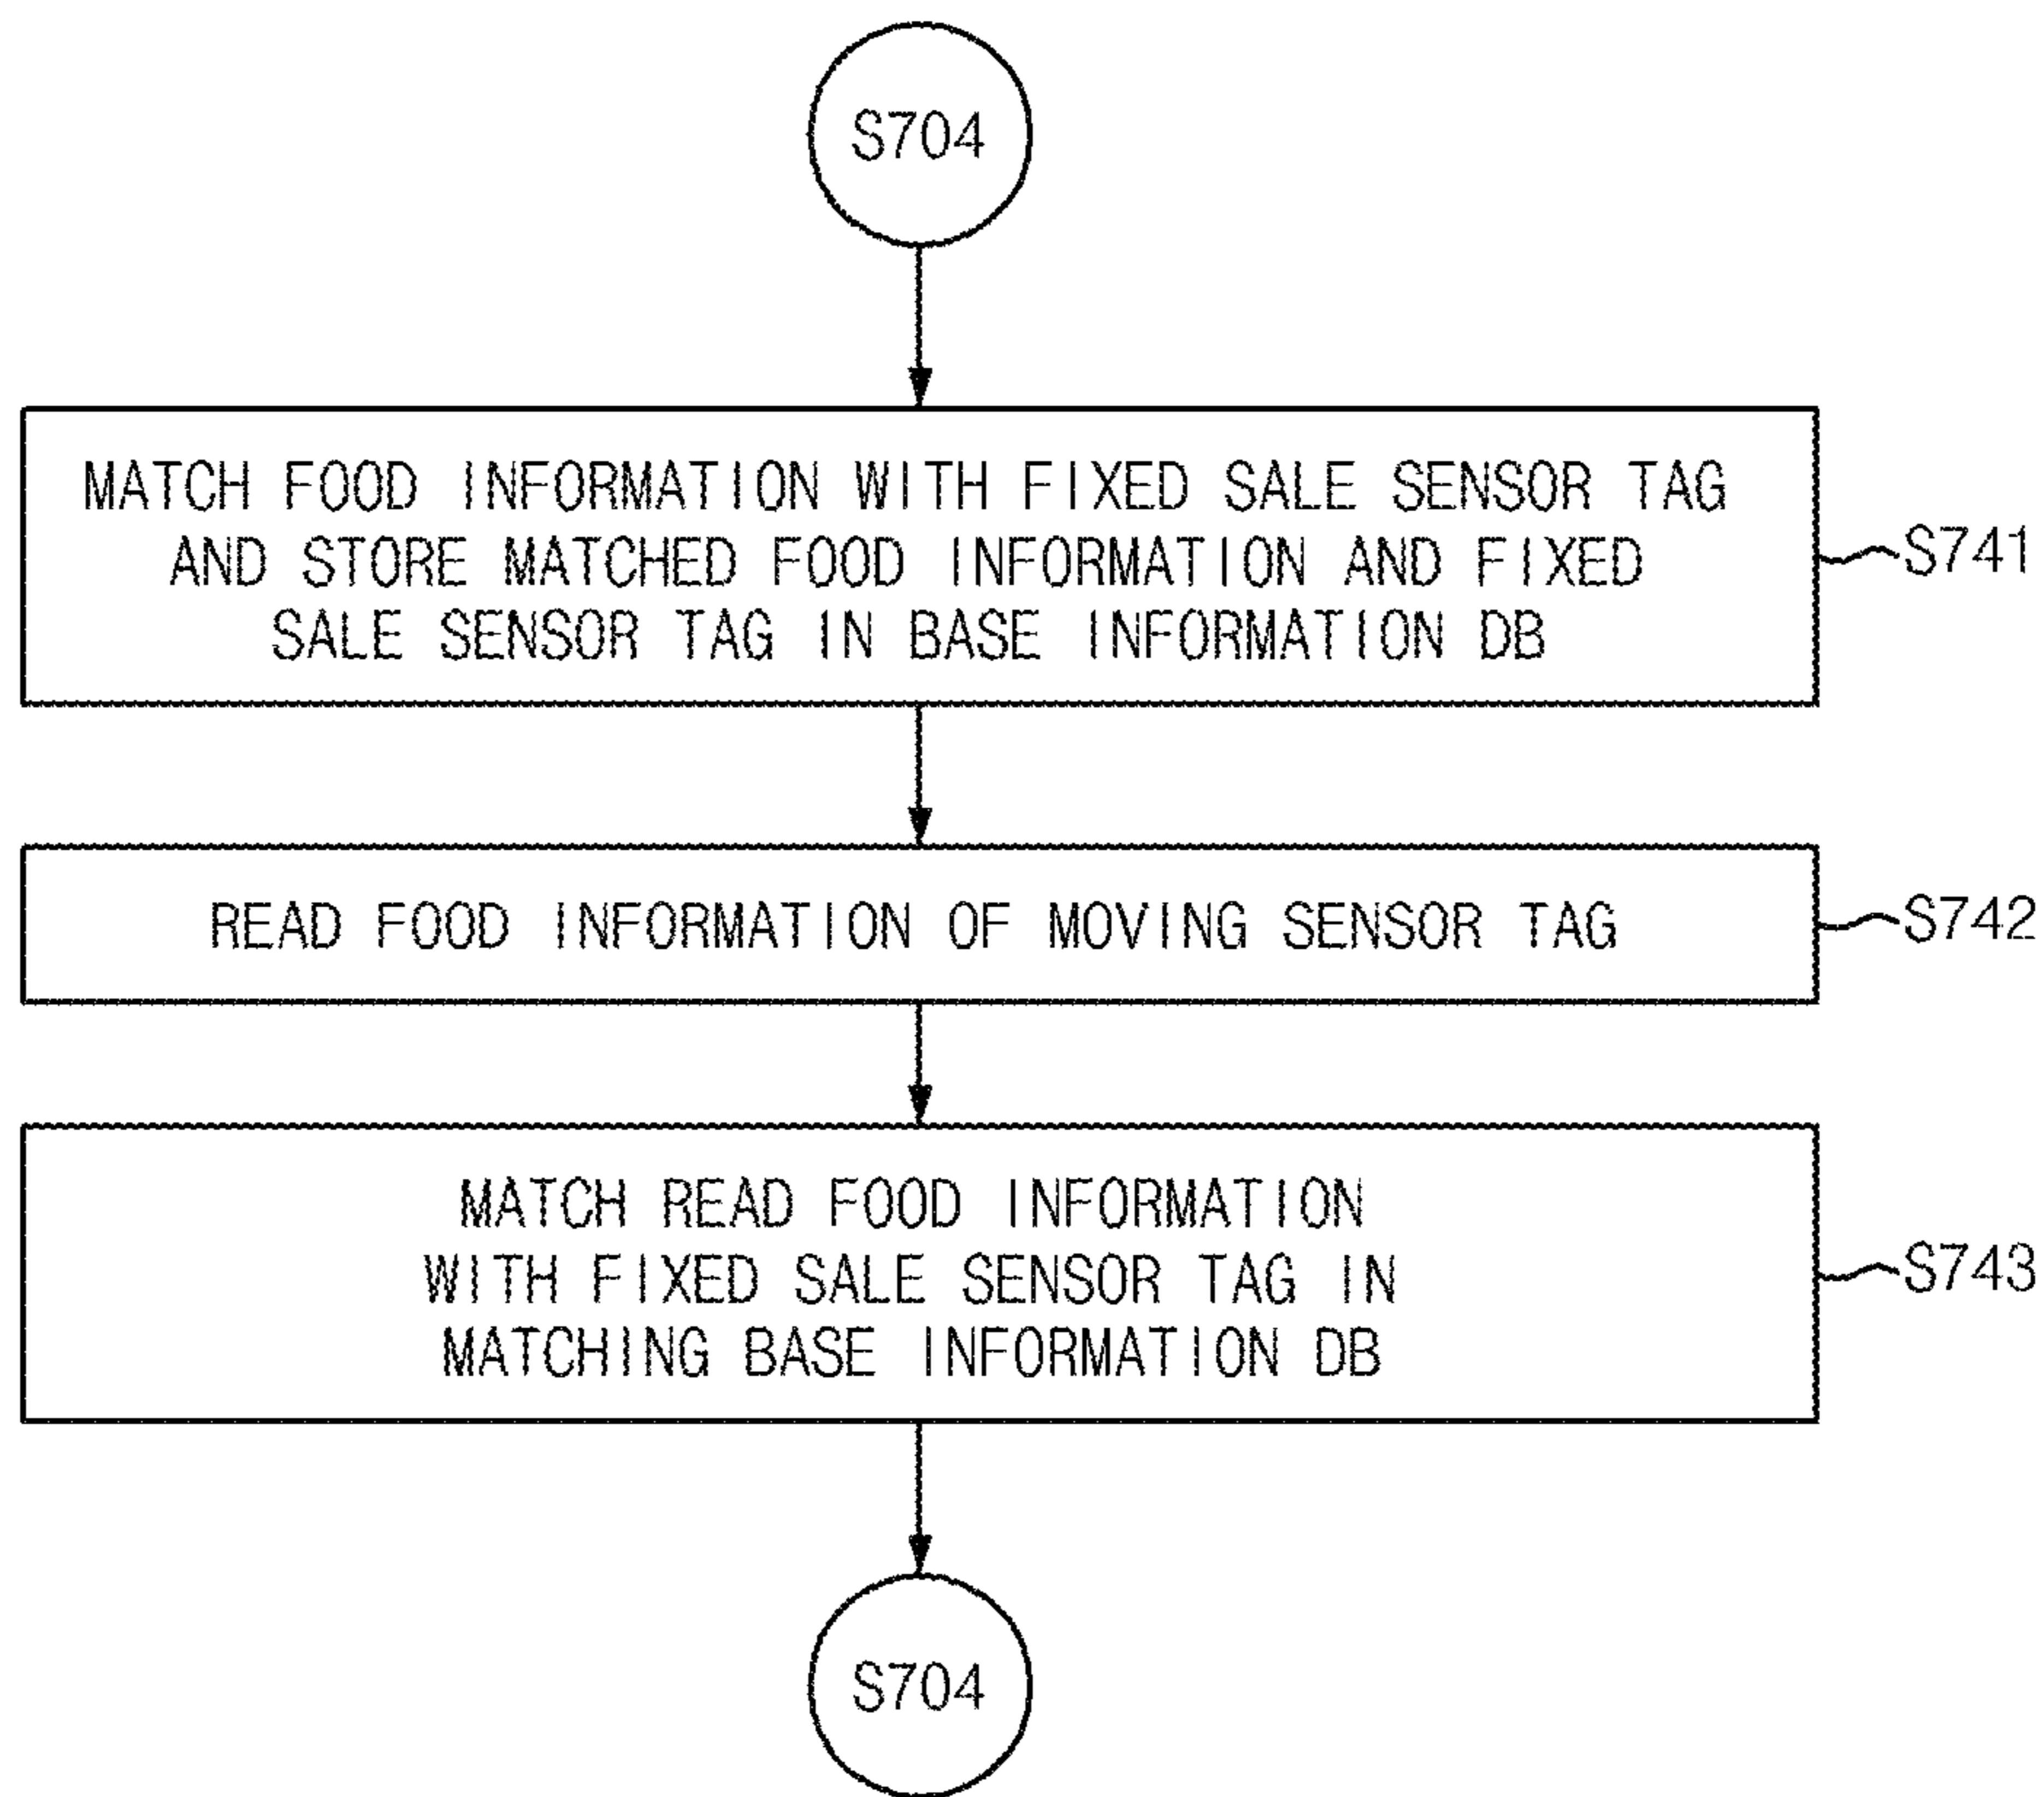 S704
MATCH FOOD INFORMATION WITH FIXED SALE SENSOR TAG
AND STORE MATCHED FOOD INFORMATION AND FIXED
SALE SENSOR TAG IN BASE INFORMATION DB
S741
READ FOOD INFORMATION OF MOVING SENSOR TAG
S742
MATCH READ FOOD INFORMATION
WITH FIXED SALE SENSOR TAG IN
MATCHING BASE INFORMATION DB
S743
S704